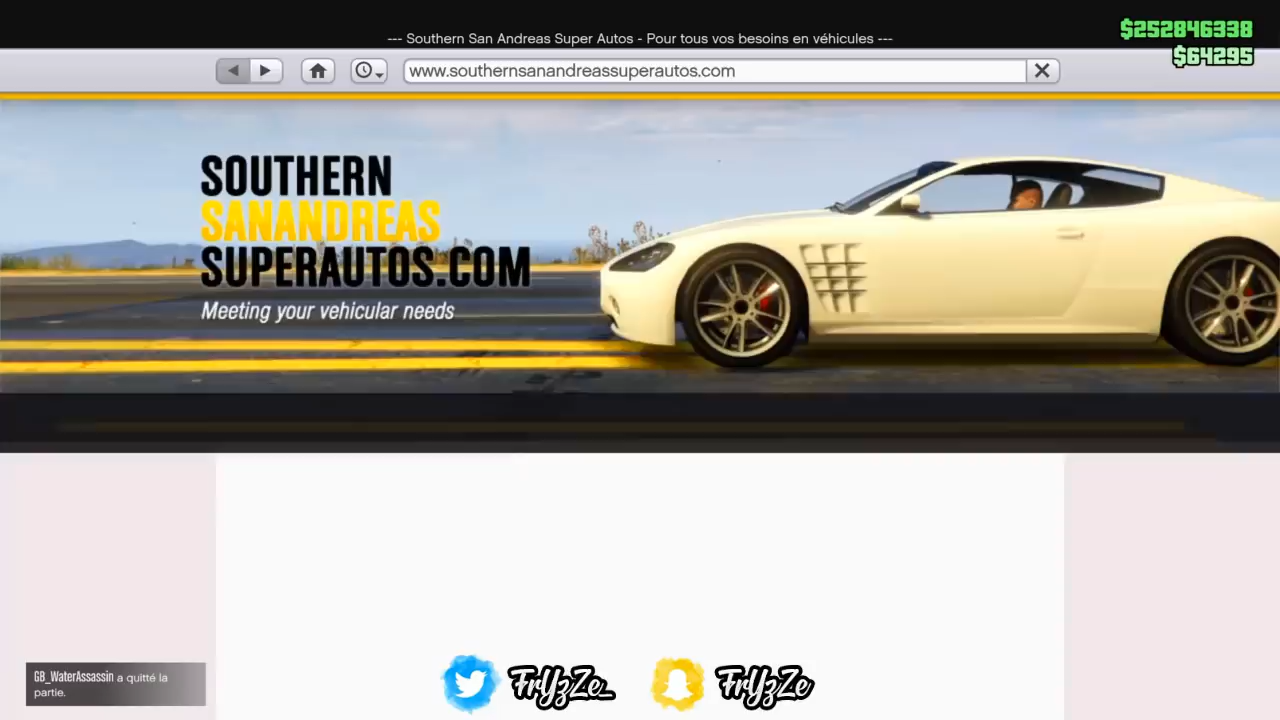 --- Southern San Andreas Super Autos - Pour tous vos besoins en véhicules ---
$252846338
$64295
www.southernsanandreassuperautos.com
SOUTHERN
SANANDREAS
SUPERAUTOS.COM
Meeting your vehicular needs
GB_WaterAssassin a quitté la
partie.
FrYzZe_
FrYzZe